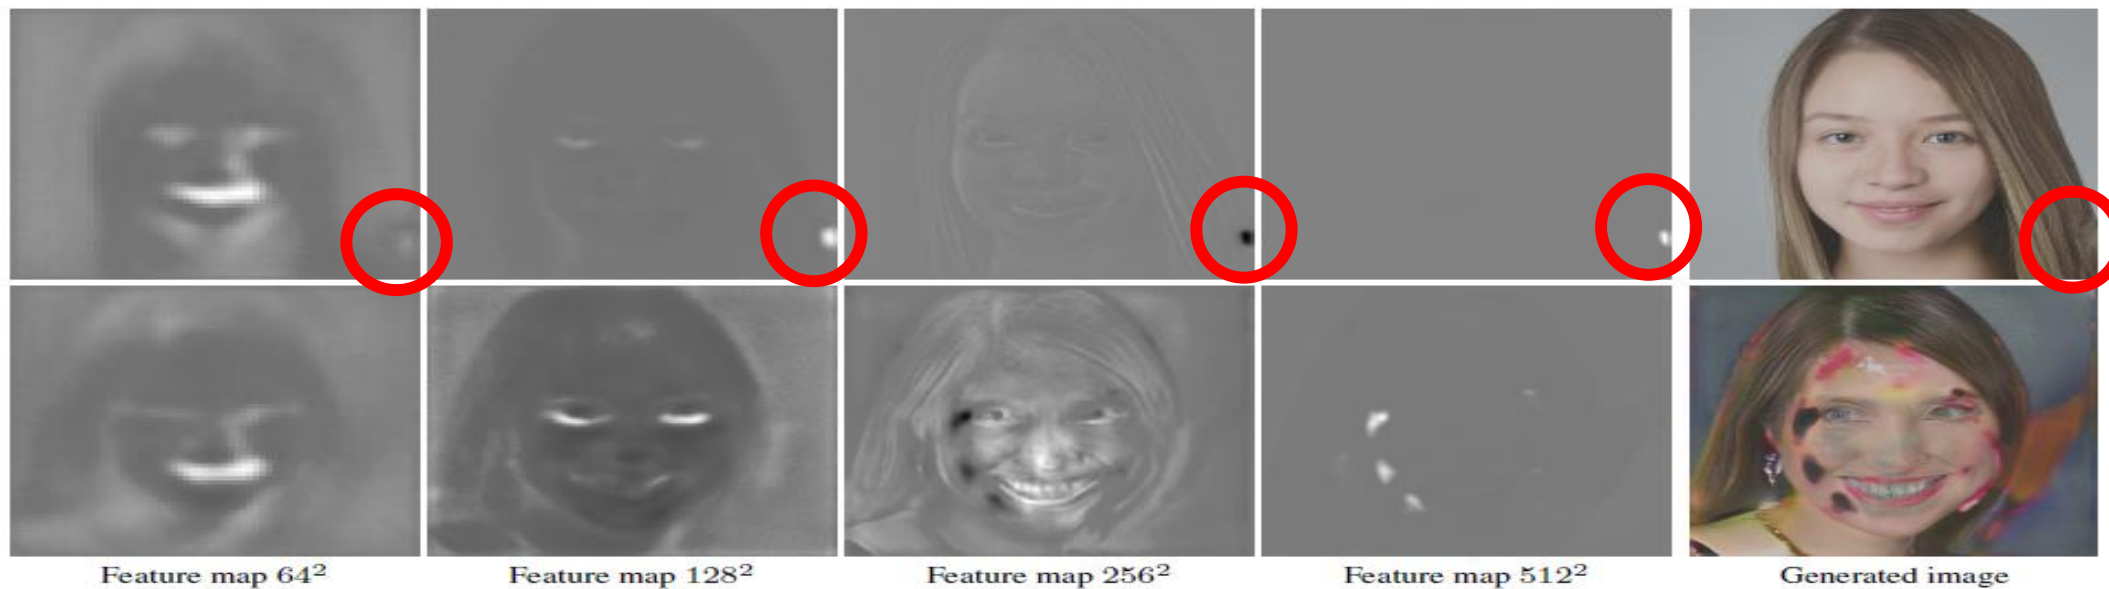 Feature map 64²
Feature map 128²
Feature map 256²
Feature map 512²
Generated image